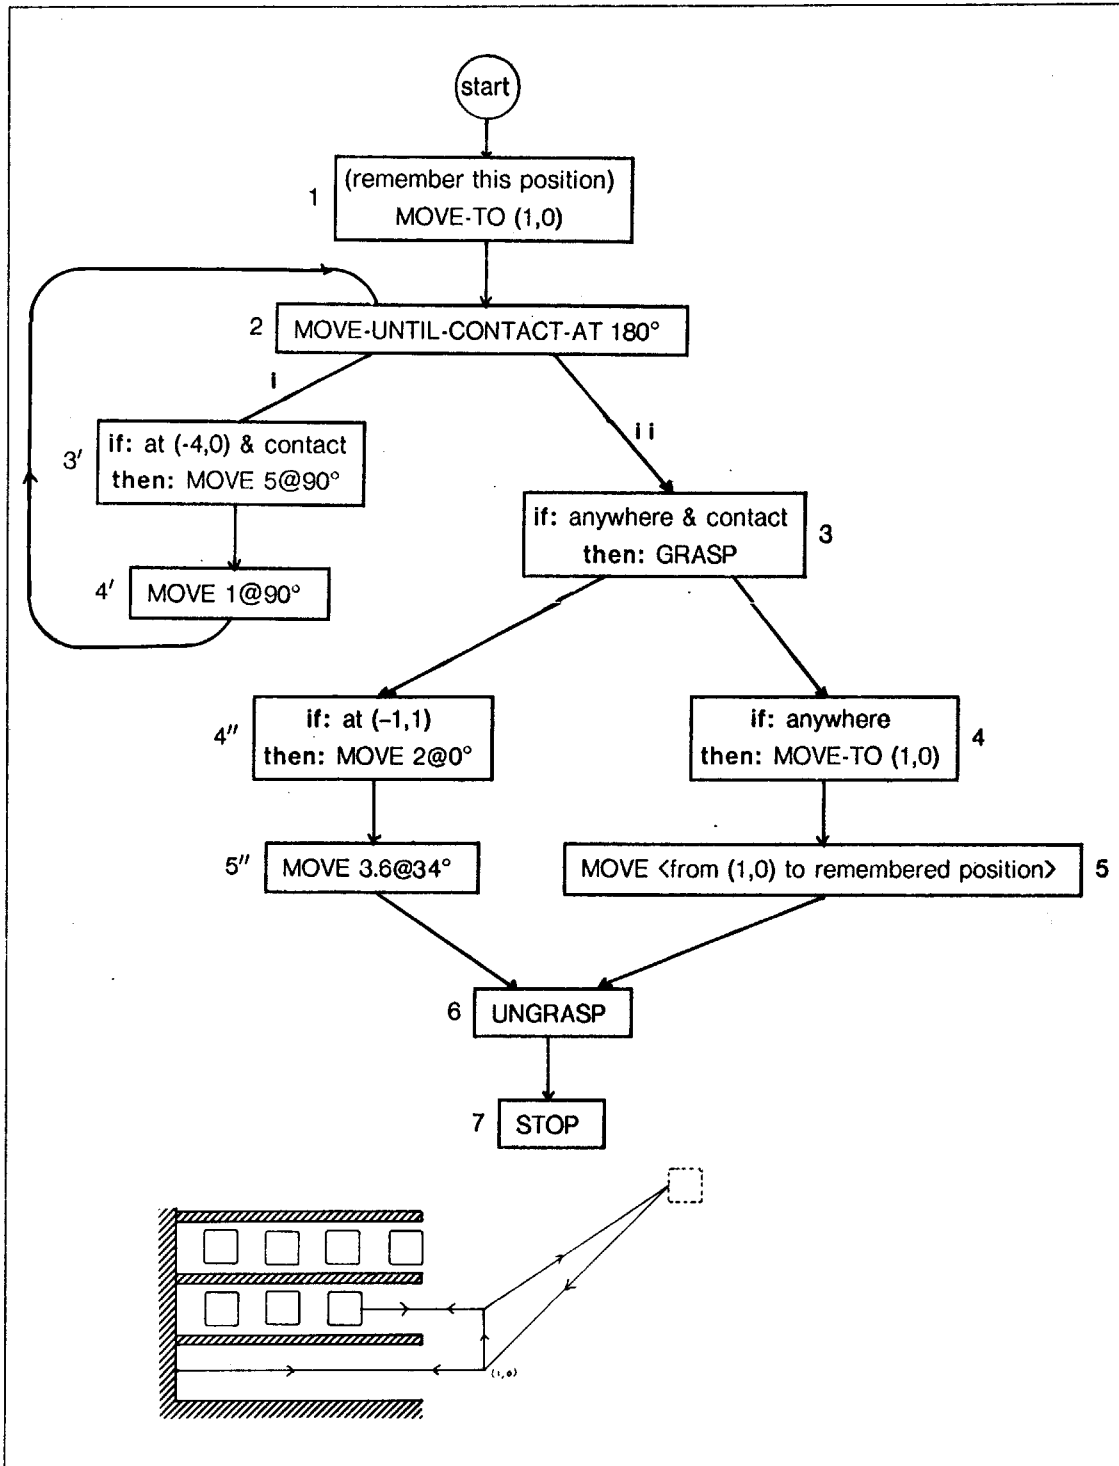 start
1
(remember this position)
MOVE-TO (1,0)
2
MOVE-UNTIL-CONTACT-AT 180°
i
ii
3′
if: at (-4,0) & contact
then: MOVE 5@90°
if: anywhere & contact
then: GRASP
3
4′
MOVE 1@90°
4″
if: at (–1,1)
then: MOVE 2@0°
if: anywhere
then: MOVE-TO (1,0)
4
5″
MOVE 3.6@34°
MOVE <from (1,0) to remembered position>
5
6
UNGRASP
7
STOP
(1,0)